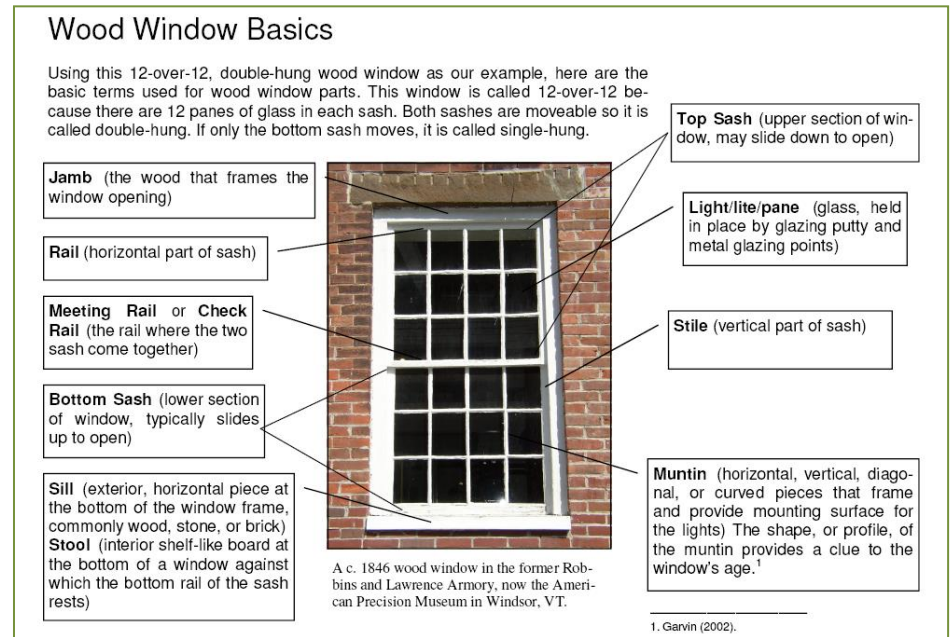 Wood Window Basics
Using this 12-over-12, double-hung wood window as our example, here are the
basic terms used for wood window parts. This window is called 12-over-12 be-
cause there are 12 panes of glass in each sash. Both sashes are moveable so it is
called double-hung. If only the bottom sash moves, it is called single-hung.
Jamb (the wood that frames the
window opening)
Rail (horizontal part of sash)
Meeting Rail or Check
Rail (the rail where the two
sash come together)
Bottom Sash (lower section
of window, typically slides
up to open)
Sill (exterior, horizontal piece at
the bottom of the window frame,
commonly wood, stone, or brick)
Stool (interior shelf-like board at
the bottom of a window against
which the bottom rail of the sash
rests)
Top Sash (upper section of win-
dow, may slide down to open)
Light/lite/pane (glass, held
in place by glazing putty and
metal glazing points)
Stile (vertical part of sash)
Muntin (horizontal, vertical, diago-
nal, or curved pieces that frame
and provide mounting surface for
the lights) The shape, or profile, of
the muntin provides a clue to the
window's age.1
A c. 1846 wood window in the former Rob-
bins and Lawrence Armory, now the Ameri-
can Precision Museum in Windsor, VT.
1. Garvin (2002).